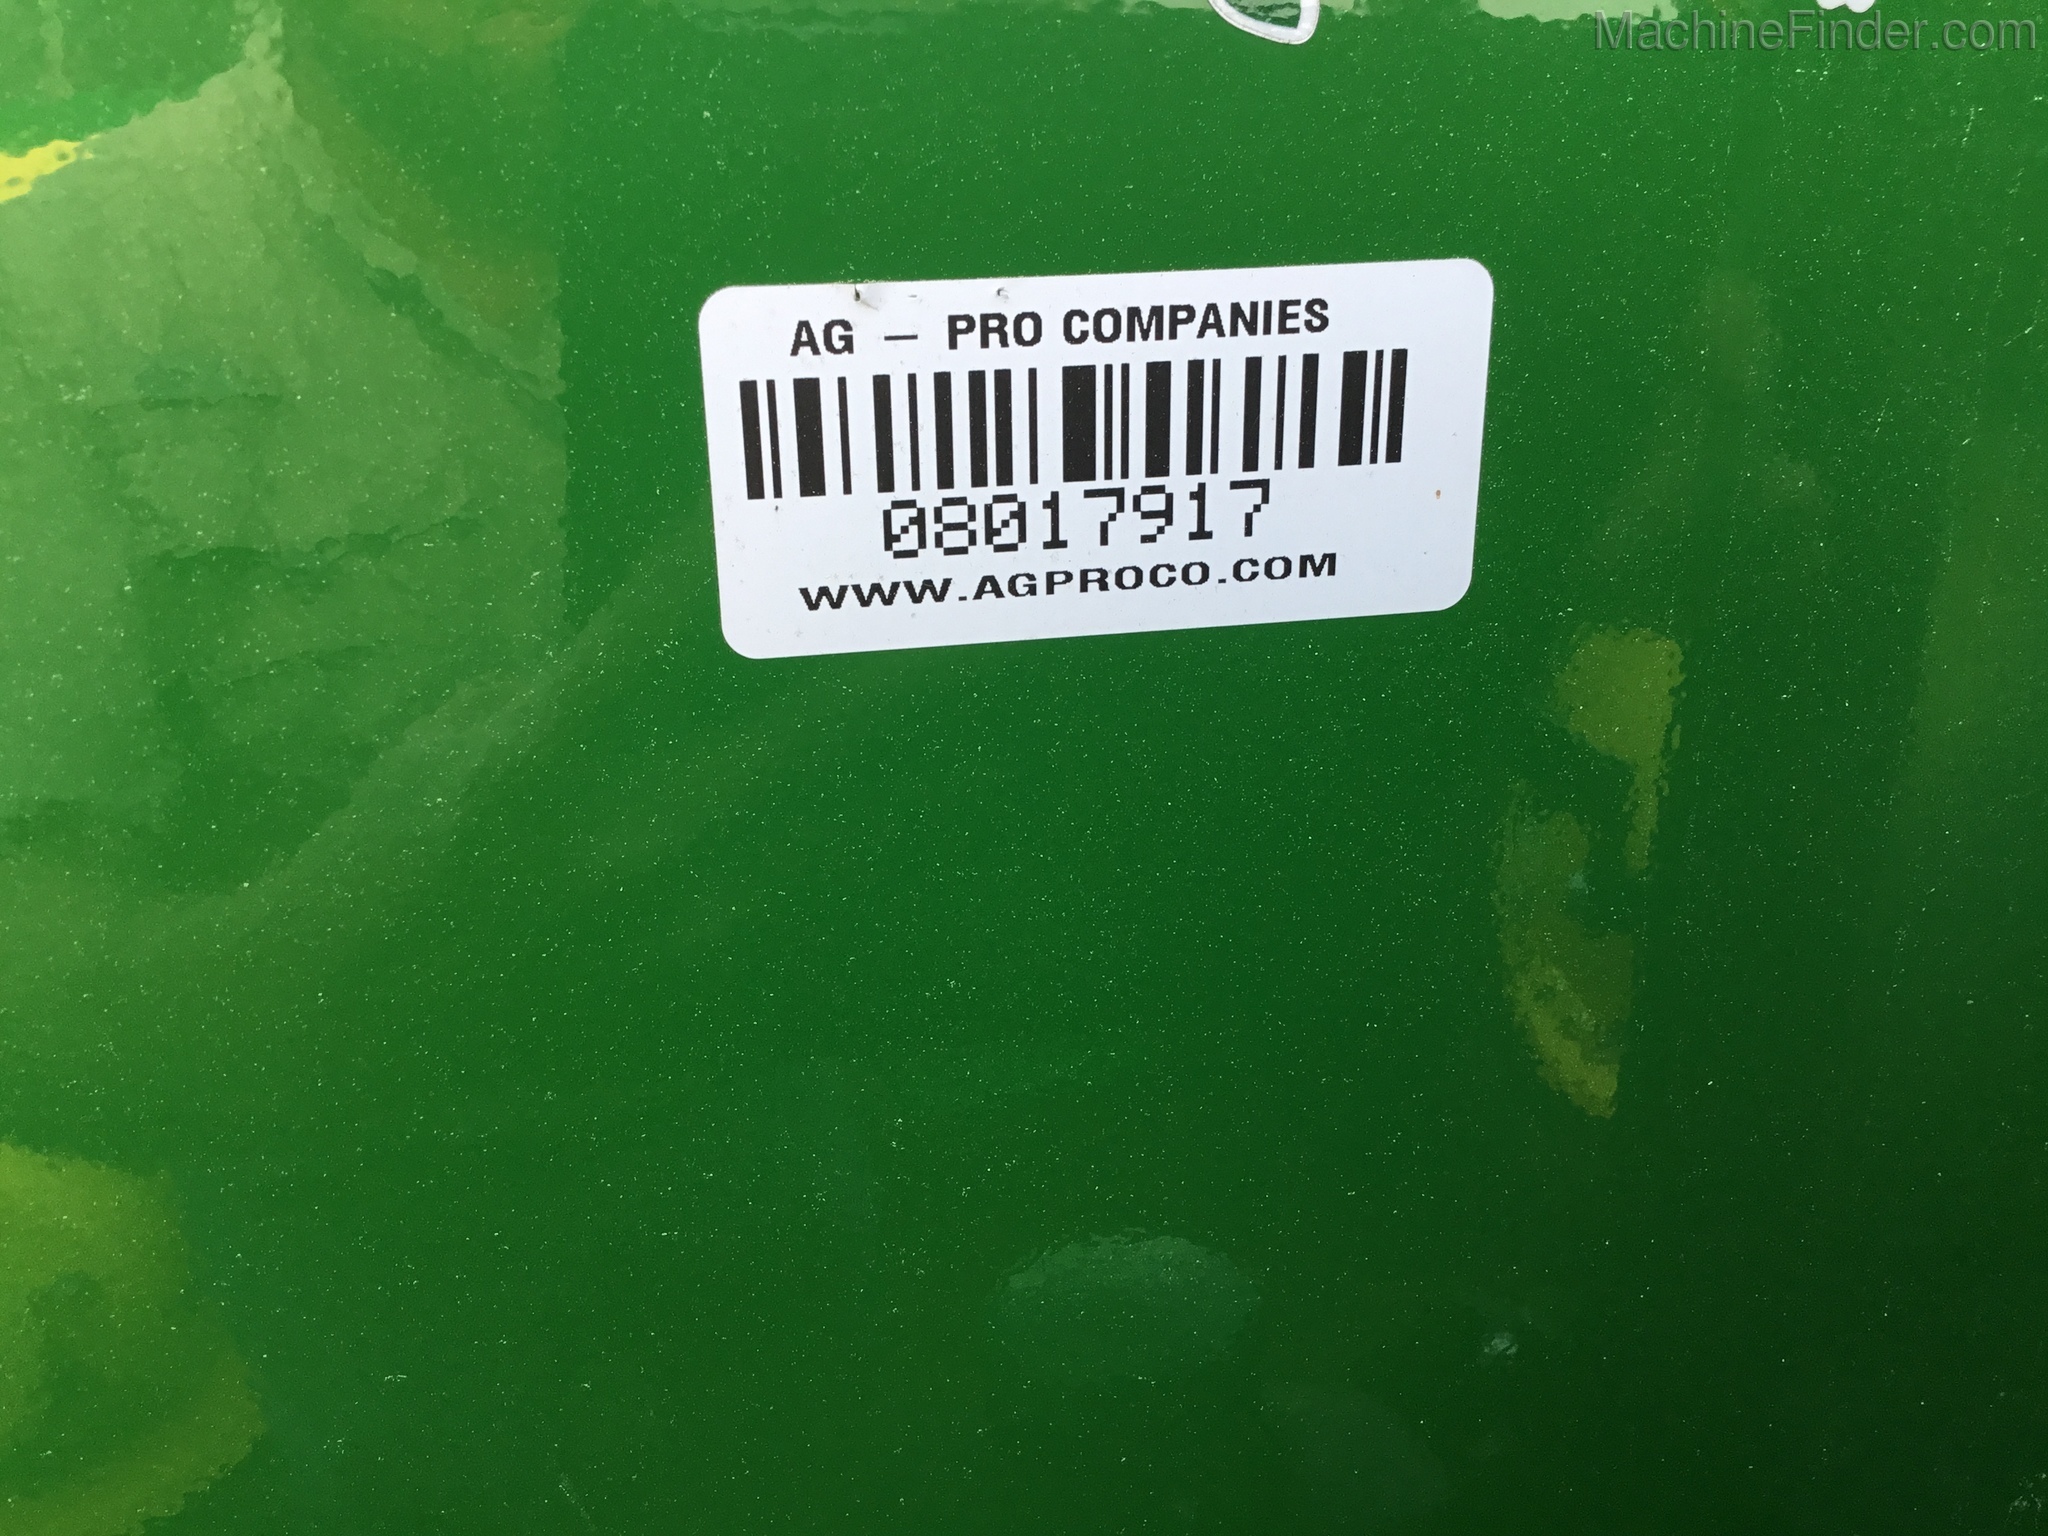 MachineFinder.com
AG – PRO COMPANIES
08017917
WWW.AGPROCO.COM